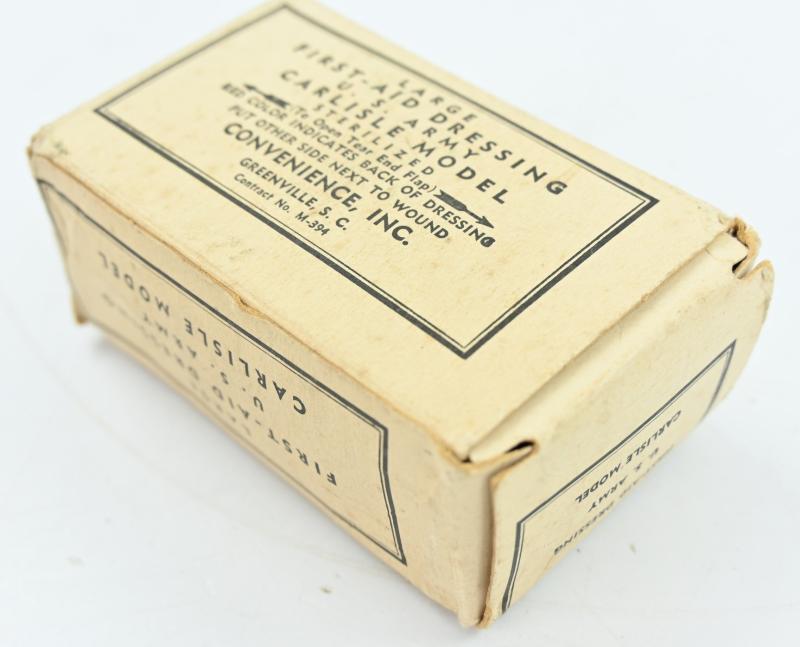 LARGE
FIRST-AID DRESSING
U. S. ARMY
CARLISLE MODEL
STERILIZED
(To Open Tear End Flap)
RED COLOR INDICATES BACK OF DRESSING
PUT OTHER SIDE NEXT TO WOUND
CONVENIENCE, INC.
GREENVILLE, S. C.
Contract No. M-394
FIRST-AID DRESSING
U. S. ARMY
CARLISLE MODEL
DRESSING
U. S. ARMY
CARLISLE MODEL